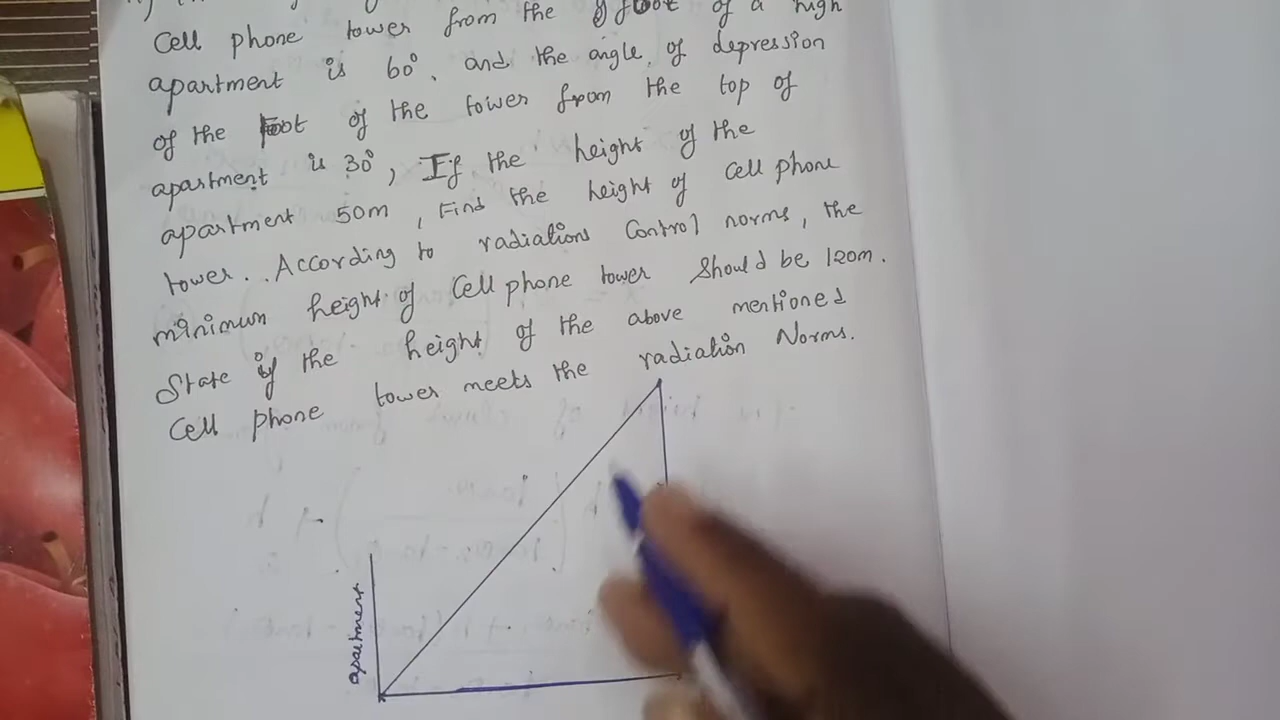 Cell phone tower from the foot of a high
apartment is 60°, and the angle of depression
of the Foot of the tower from the top of
apartment is 30°, If the height of the
apartment 50m, Find the height of Cell phone
tower.. According to radiations Control norms, the
minimum height of Cell phone tower should be 120m.
State if the height of the above mentioned
Cell phone tower meets the radiation Norms.
apartment